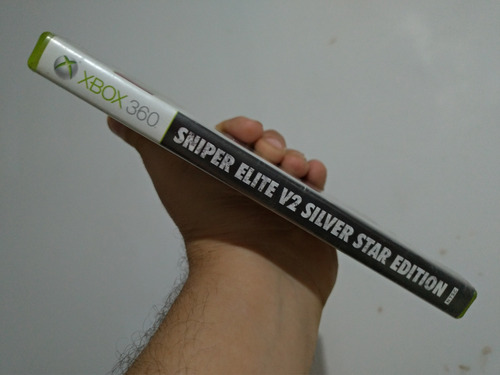 XBOX 360
SNIPER ELITE V2 SILVER STAR EDITION